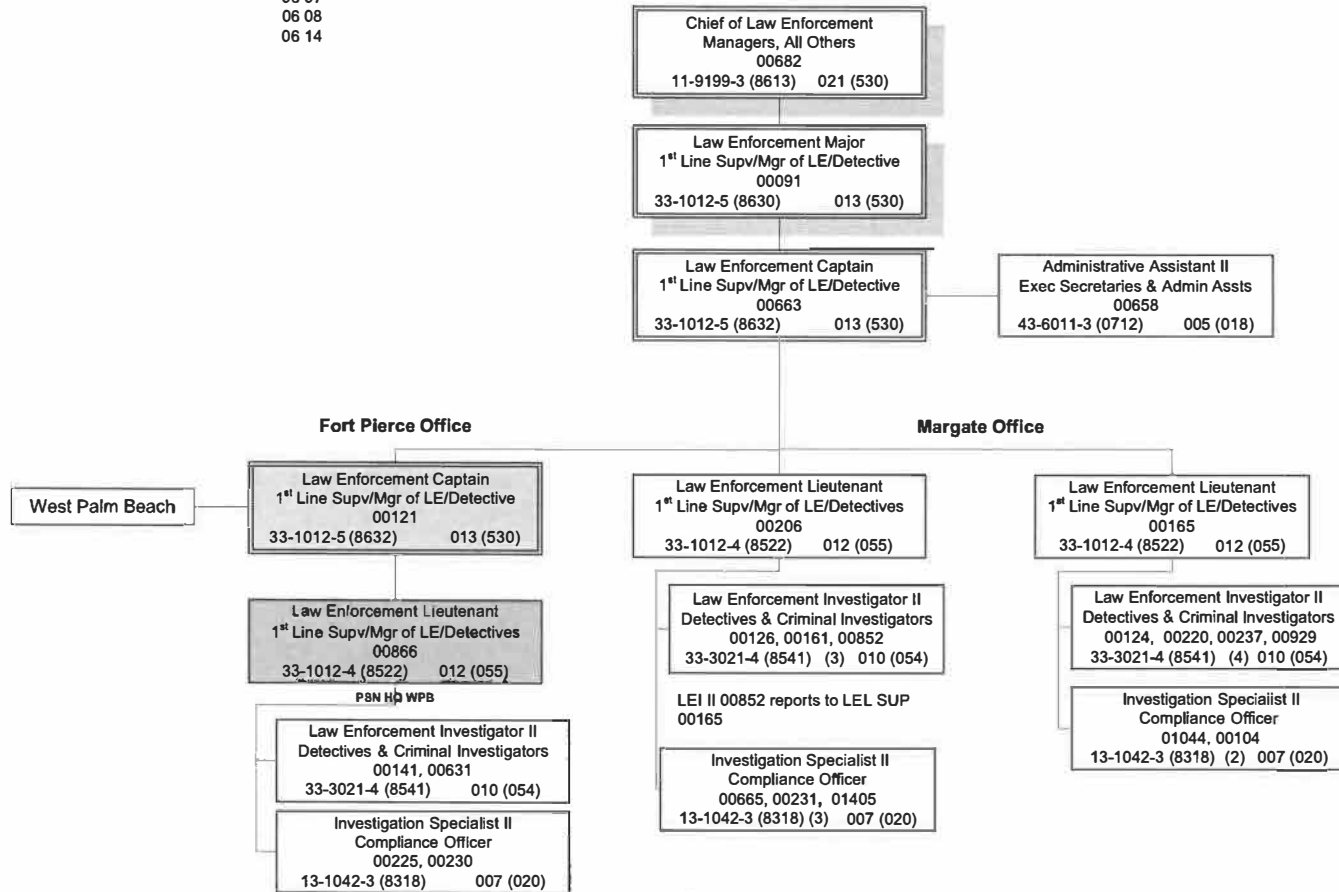 06 08
06 14
Chief of Law Enforcement
Managers, All Others
00682
11-9199-3 (8613) 021 (530)
Law Enforcement Major
1st Line Supv/Mgr of LE/Detective
00091
33-1012-5 (8630) 013 (530)
Law Enforcement Captain
1st Line Supv/Mgr of LE/Detective
00663
33-1012-5 (8632) 013 (530)
Administrative Assistant II
Exec Secretaries & Admin Assts
00658
43-6011-3 (0712) 005 (018)
Fort Pierce Office
Margate Office
West Palm Beach
Law Enforcement Captain
1st Line Supv/Mgr of LE/Detective
00121
33-1012-5 (8632) 013 (530)
Law Enforcement Lieutenant
1st Line Supv/Mgr of LE/Detectives
00866
33-1012-4 (8522) 012 (055)
PSN HQ WPB
Law Enforcement Investigator II
Detectives & Criminal Investigators
00141, 00631
33-3021-4 (8541) 010 (054)
Investigation Specialist II
Compliance Officer
00225, 00230
13-1042-3 (8318) 007 (020)
Law Enforcement Lieutenant
1st Line Supv/Mgr of LE/Detectives
00206
33-1012-4 (8522) 012 (055)
Law Enforcement Investigator II
Detectives & Criminal Investigators
00126, 00161, 00852
33-3021-4 (8541) (3) 010 (054)
LEI II 00852 reports to LEL SUP
00165
Investigation Specialist II
Compliance Officer
00665, 00231, 01405
13-1042-3 (8318) (3) 007 (020)
Law Enforcement Lieutenant
1st Line Supv/Mgr of LE/Detectives
00165
33-1012-4 (8522) 012 (055)
Law Enforcement Investigator II
Detectives & Criminal Investigators
00124, 00220, 00237, 00929
33-3021-4 (8541) (4) 010 (054)
Investigation Specialist II
Compliance Officer
01044, 00104
13-1042-3 (8318) (2) 007 (020)